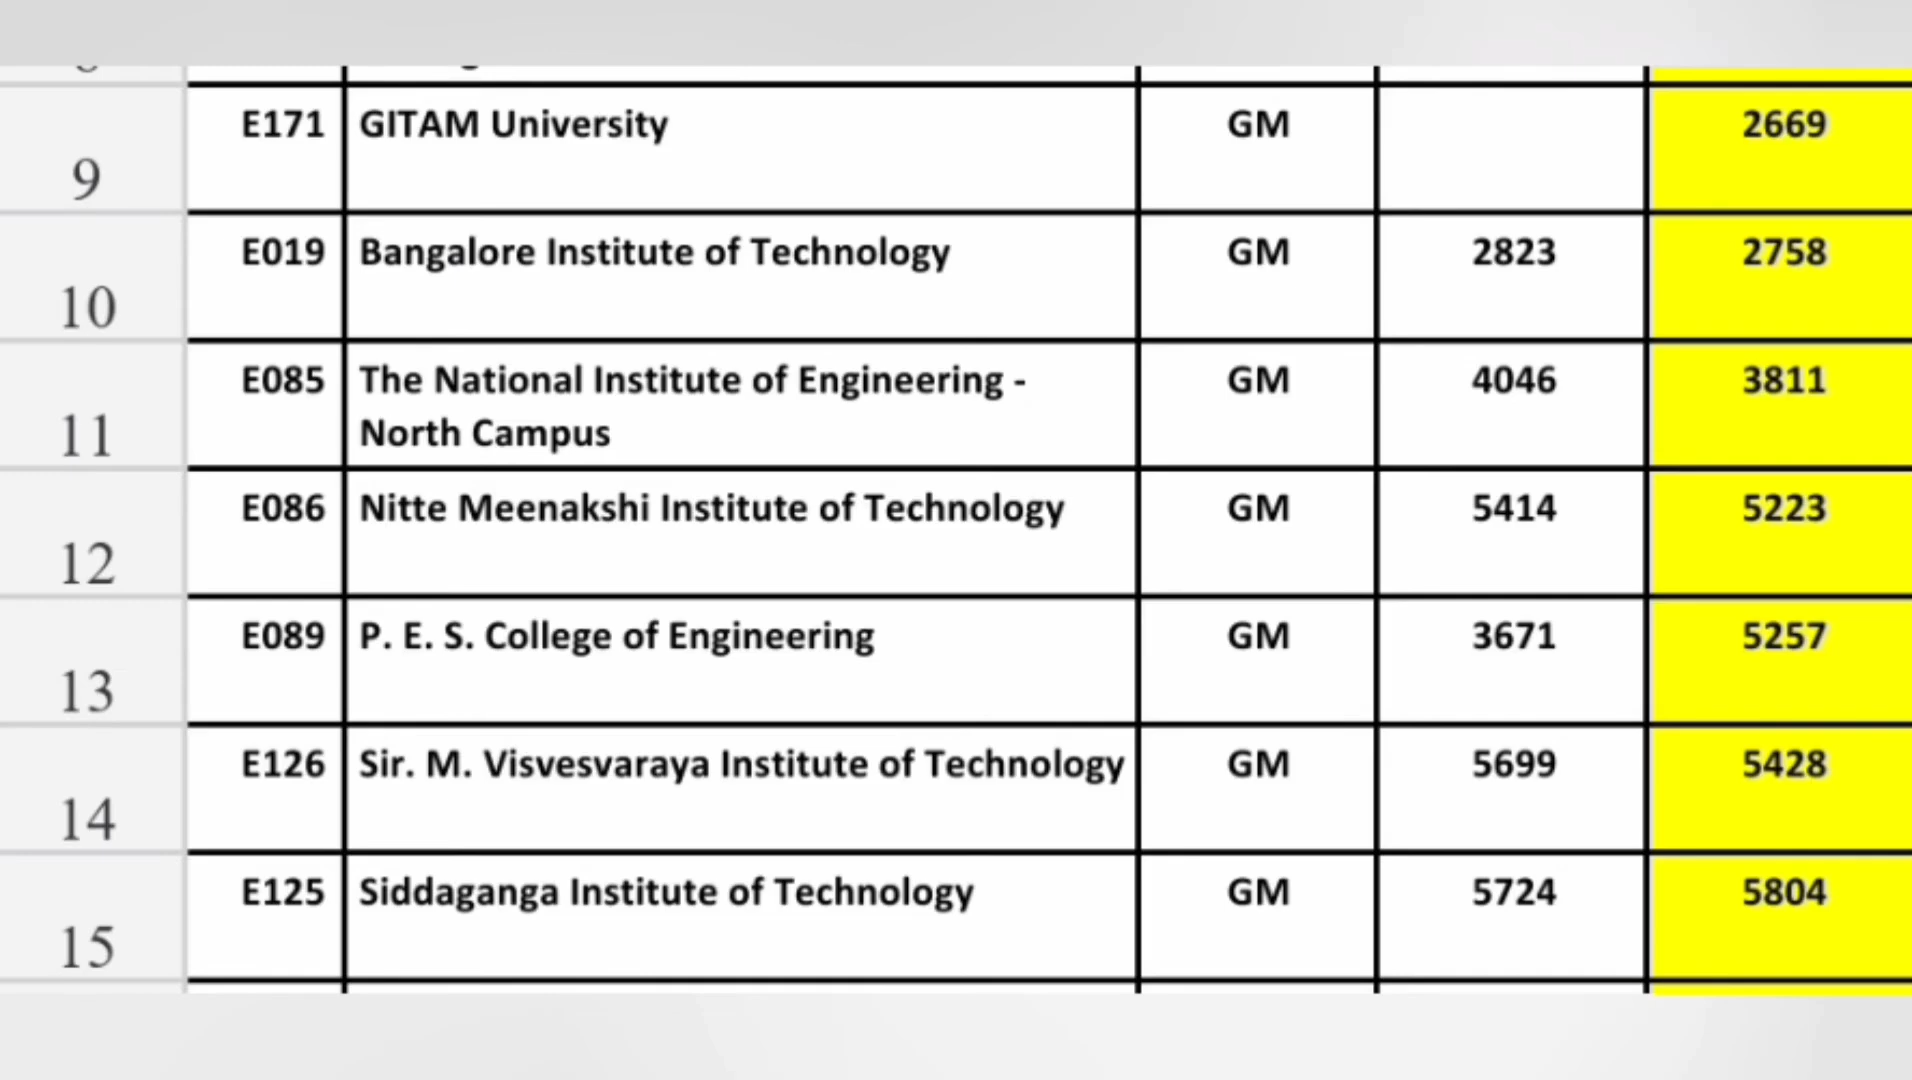 E171 GITAM University GM 2669
9
E019 Bangalore Institute of Technology GM 2823 2758
10
E085 The National Institute of Engineering - GM 4046 3811
North Campus
11
E086 Nitte Meenakshi Institute of Technology GM 5414 5223
12
E089 P. E. S. College of Engineering GM 3671 5257
13
E126 Sir. M. Visvesvaraya Institute of Technology GM 5699 5428
14
E125 Siddaganga Institute of Technology GM 5724 5804
15